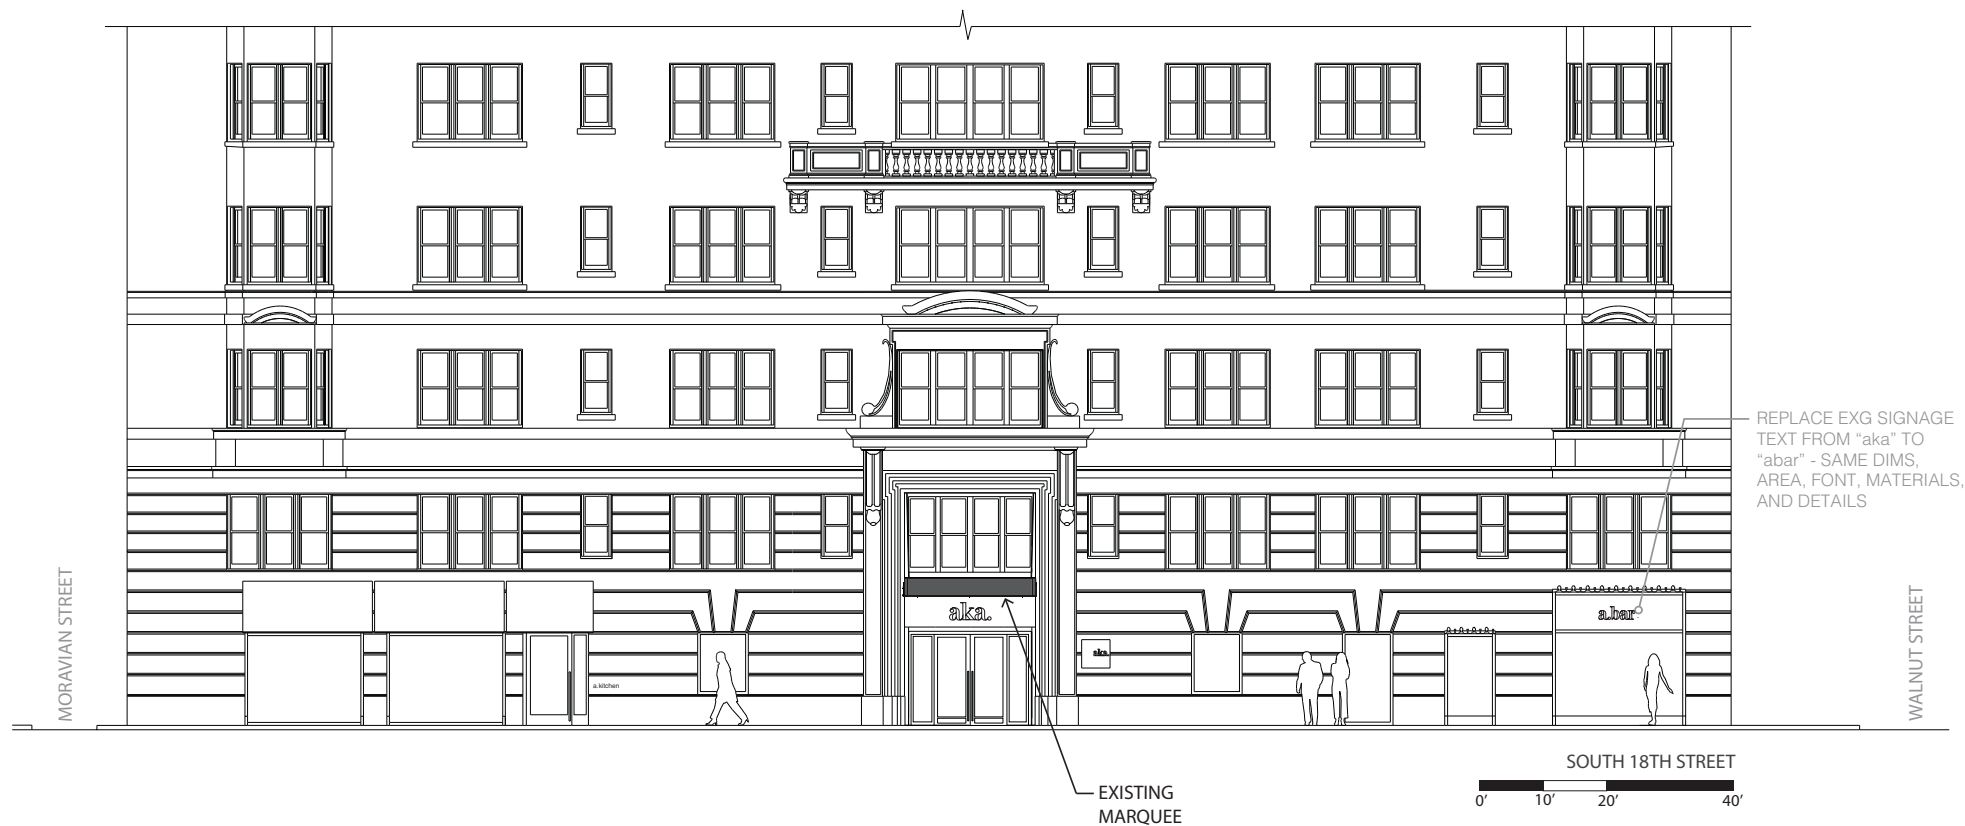 REPLACE EXG SIGNAGE
TEXT FROM “aka” TO
“abar” - SAME DIMS,
AREA, FONT, MATERIALS,
AND DETAILS
MORAVIAN STEET
aka.
a.bar
WALNUT STREET
aka.
a.kitchen
SOUTH 18TH STREET
0’ 10’ 20’ 40’
EXISTING
MARQUEE